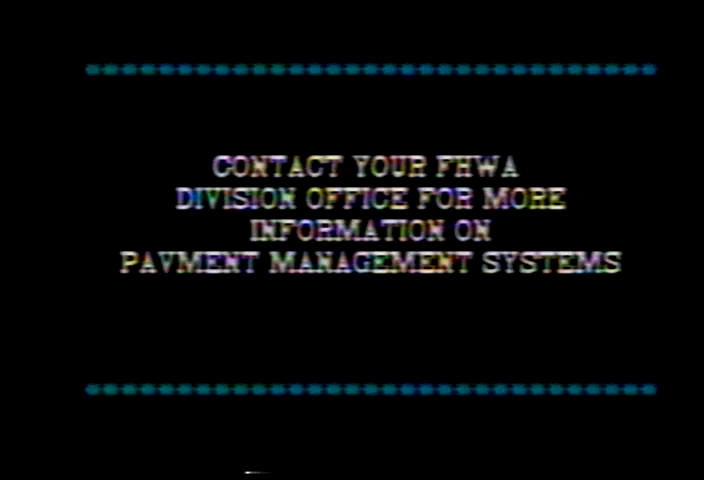 CONTACT YOUR FHWA
DIVISION OFFICE FOR MORE
INFORMATION ON
PAVMENT MANAGEMENT SYSTEMS